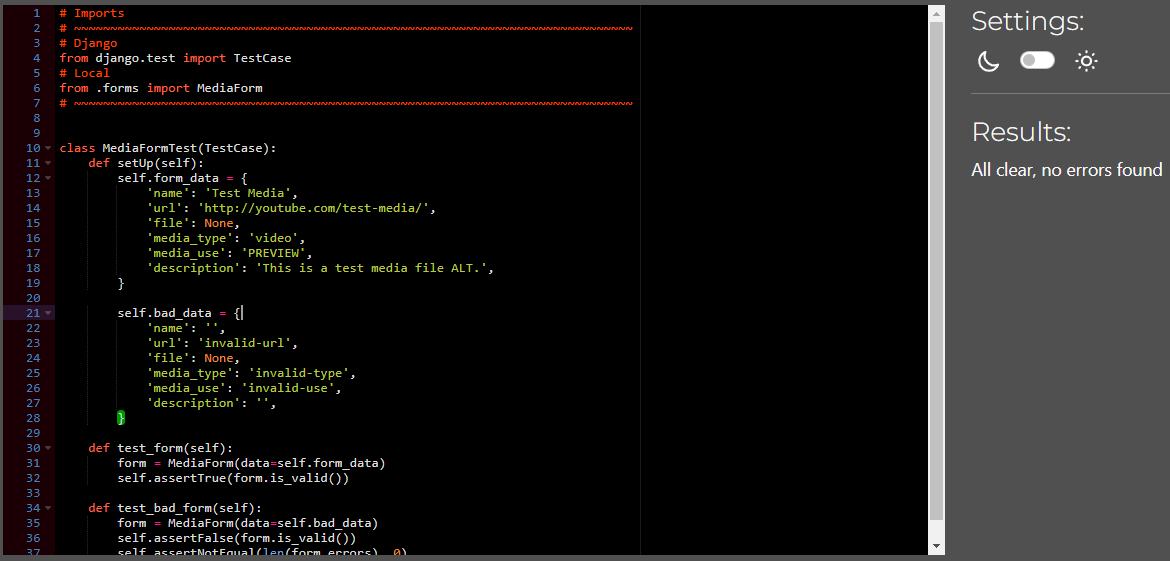 1 # Imports
2 # ~~~~~~~~~~~~~~~~~~~~~~~~~~~~~~~~~~~~~~~~~~~~~~~~~~~~~~~~~~~~~~~~~~~~~~~~~~~~~
3 # Django
4 from django.test import TestCase
5 # Local
6 from .forms import MediaForm
7 # ~~~~~~~~~~~~~~~~~~~~~~~~~~~~~~~~~~~~~~~~~~~~~~~~~~~~~~~~~~~~~~~~~~~~~~~~~~~~~
8
9
10 class MediaFormTest(TestCase):
11     def setUp(self):
12         self.form_data = {
13             'name': 'Test Media',
14             'url': 'http://youtube.com/test-media/',
15             'file': None,
16             'media_type': 'video',
17             'media_use': 'PREVIEW',
18             'description': 'This is a test media file ALT.',
19         }
20
21         self.bad_data = {
22             'name': '',
23             'url': 'invalid-url',
24             'file': None,
25             'media_type': 'invalid-type',
26             'media_use': 'invalid-use',
27             'description': '',
28         }
29
30     def test_form(self):
31         form = MediaForm(data=self.form_data)
32         self.assertTrue(form.is_valid())
33
34     def test_bad_form(self):
35         form = MediaForm(data=self.bad_data)
36         self.assertFalse(form.is_valid())
37         self.assertNotEqual(len(form.errors), 0)
Settings:
Results:
All clear, no errors found